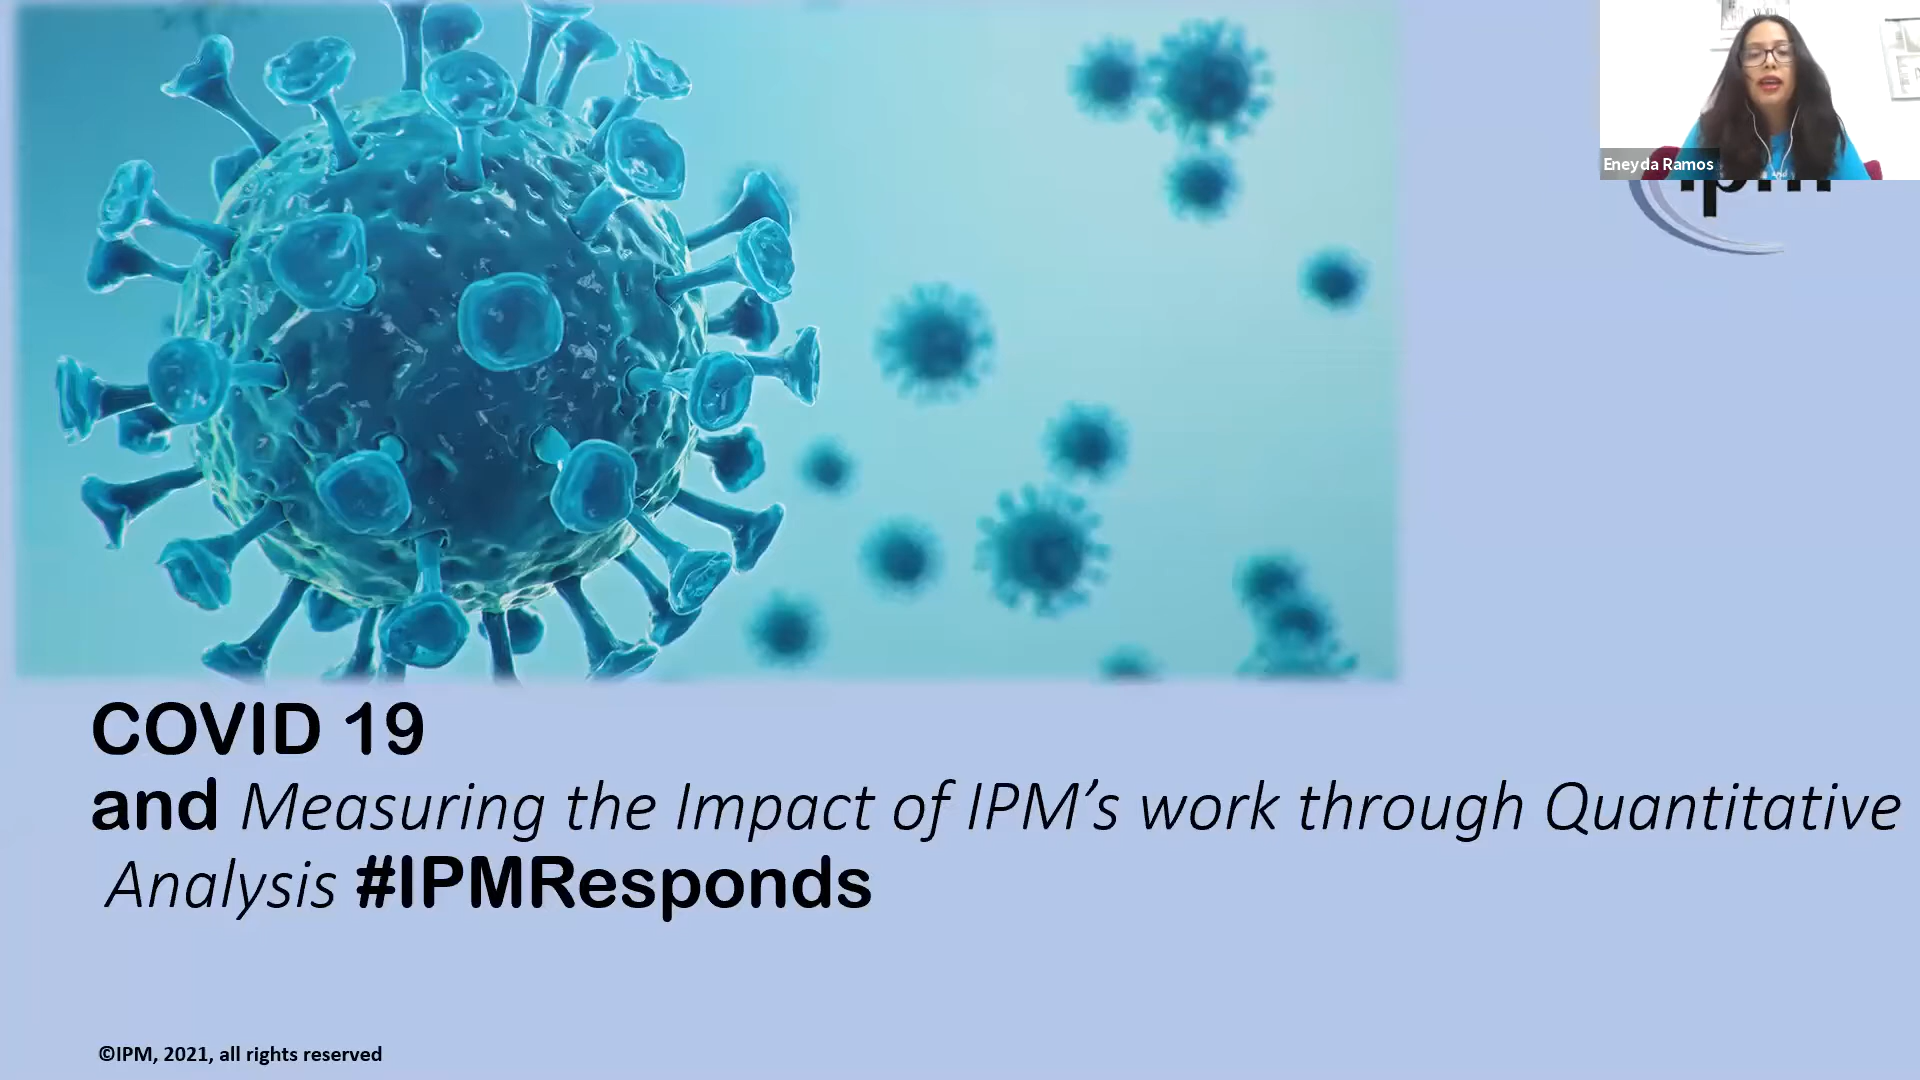 Eneyda Ramos
ipm
COVID 19
and Measuring the Impact of IPM’s work through Quantitative
Analysis #IPMResponds
©IPM, 2021, all rights reserved